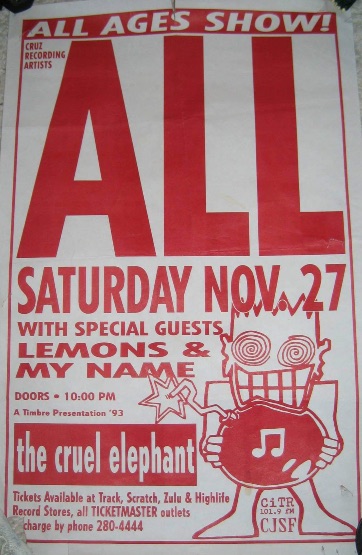 ALL AGES SHOW!
CRUZ
RECORDING
ARTISTS
ALL
SATURDAY NOV. 27
WITH SPECIAL GUESTS
LEMONS &
MY NAME
DOORS • 10:00 PM
A Timbre Presentation '93
the cruel elephant
Tickets Available at Track, Scratch, Zulu & Highlife
Record Stores, all TICKETMASTER outlets
charge by phone 280-4444
CiTR
101.9 FM
CJSF